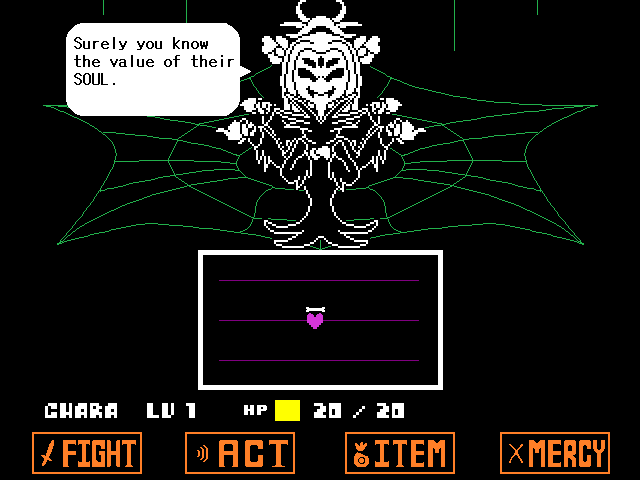 Surely you know
the value of their
SOUL.
CHARA LV 1 HP 20 / 20
FIGHT ACT ITEM MERCY